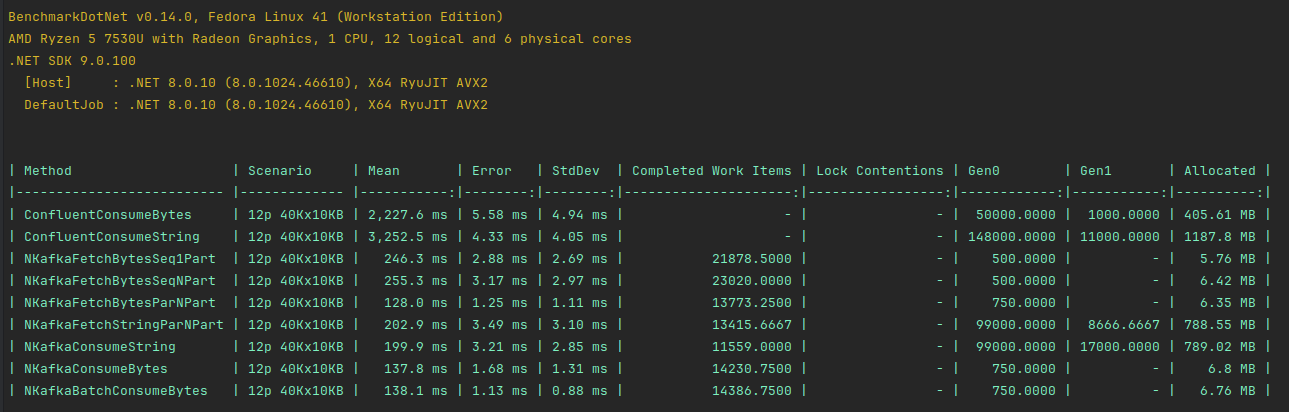 BenchmarkDotNet v0.14.0, Fedora Linux 41 (Workstation Edition)
AMD Ryzen 5 7530U with Radeon Graphics, 1 CPU, 12 logical and 6 physical cores
.NET SDK 9.0.100
  [Host]     : .NET 8.0.10 (8.0.1024.46610), X64 RyuJIT AVX2
  DefaultJob : .NET 8.0.10 (8.0.1024.46610), X64 RyuJIT AVX2
| Method                    | Scenario     | Mean       | Error   | StdDev  | Completed Work Items | Lock Contentions | Gen0        | Gen1       | Allocated |
|-------------------------- |------------- |-----------:|--------:|--------:|---------------------:|-----------------:|------------:|-----------:|----------:|
| ConfluentConsumeBytes     | 12p 40Kx10KB | 2,227.6 ms | 5.58 ms | 4.94 ms |                    - |                - |  50000.0000 |  1000.0000 | 405.61 MB |
| ConfluentConsumeString    | 12p 40Kx10KB | 3,252.5 ms | 4.33 ms | 4.05 ms |                    - |                - | 148000.0000 | 11000.0000 | 1187.8 MB |
| NKafkaFetchBytesSeq1Part  | 12p 40Kx10KB |   246.3 ms | 2.88 ms | 2.69 ms |           21878.5000 |                - |    500.0000 |          - |   5.76 MB |
| NKafkaFetchBytesSeqNPart  | 12p 40Kx10KB |   255.3 ms | 3.17 ms | 2.97 ms |           23020.0000 |                - |    500.0000 |          - |   6.42 MB |
| NKafkaFetchBytesParNPart  | 12p 40Kx10KB |   128.0 ms | 1.25 ms | 1.11 ms |           13773.2500 |                - |    750.0000 |          - |   6.35 MB |
| NKafkaFetchStringParNPart | 12p 40Kx10KB |   202.9 ms | 3.49 ms | 3.10 ms |           13415.6667 |                - |  99000.0000 |  8666.6667 | 788.55 MB |
| NKafkaConsumeString       | 12p 40Kx10KB |   199.9 ms | 3.21 ms | 2.85 ms |           11559.0000 |                - |  99000.0000 | 17000.0000 | 789.02 MB |
| NKafkaConsumeBytes        | 12p 40Kx10KB |   137.8 ms | 1.68 ms | 1.31 ms |           14230.7500 |                - |    750.0000 |          - |    6.8 MB |
| NKafkaBatchConsumeBytes   | 12p 40Kx10KB |   138.1 ms | 1.13 ms | 0.88 ms |           14386.7500 |                - |    750.0000 |          - |   6.76 MB |